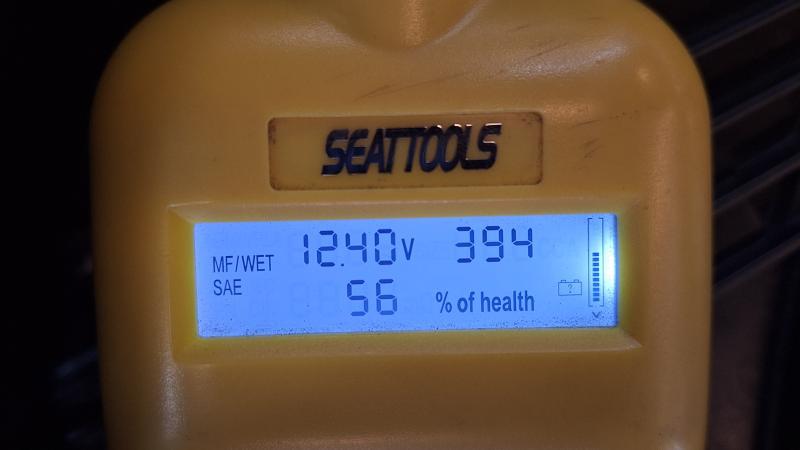 SEATTOOLS
MF/WET 12.40V 394
SAE 56 % of health
?